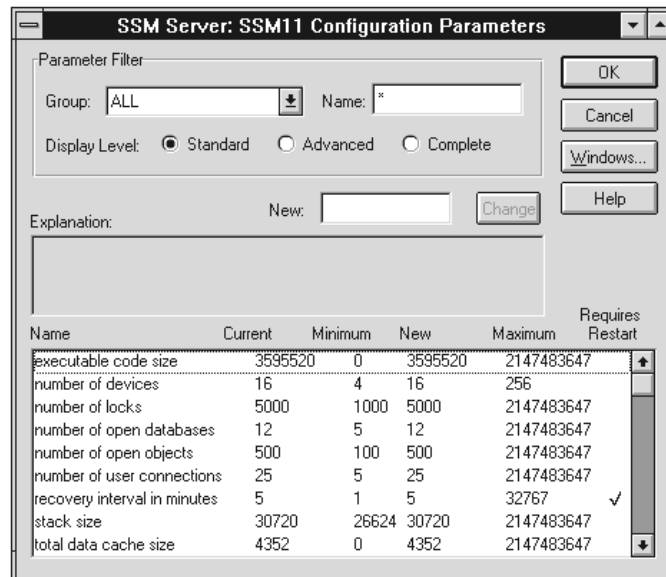 SSM Server: SSM11 Configuration Parameters
Parameter Filter
Group: ALL Name: *
Display Level: Standard Advanced Complete
OK
Cancel
Windows...
Help
New: Change
Explanation:
Name Current Minimum New Maximum Requires Restart
executable code size 3595520 0 3595520 2147483647
number of devices 16 4 16 256
number of locks 5000 1000 5000 2147483647
number of open databases 12 5 12 2147483647
number of open objects 500 100 500 2147483647
number of user connections 25 5 25 2147483647
recovery interval in minutes 5 1 5 32767 √
stack size 30720 26624 30720 2147483647
total data cache size 4352 0 4352 2147483647